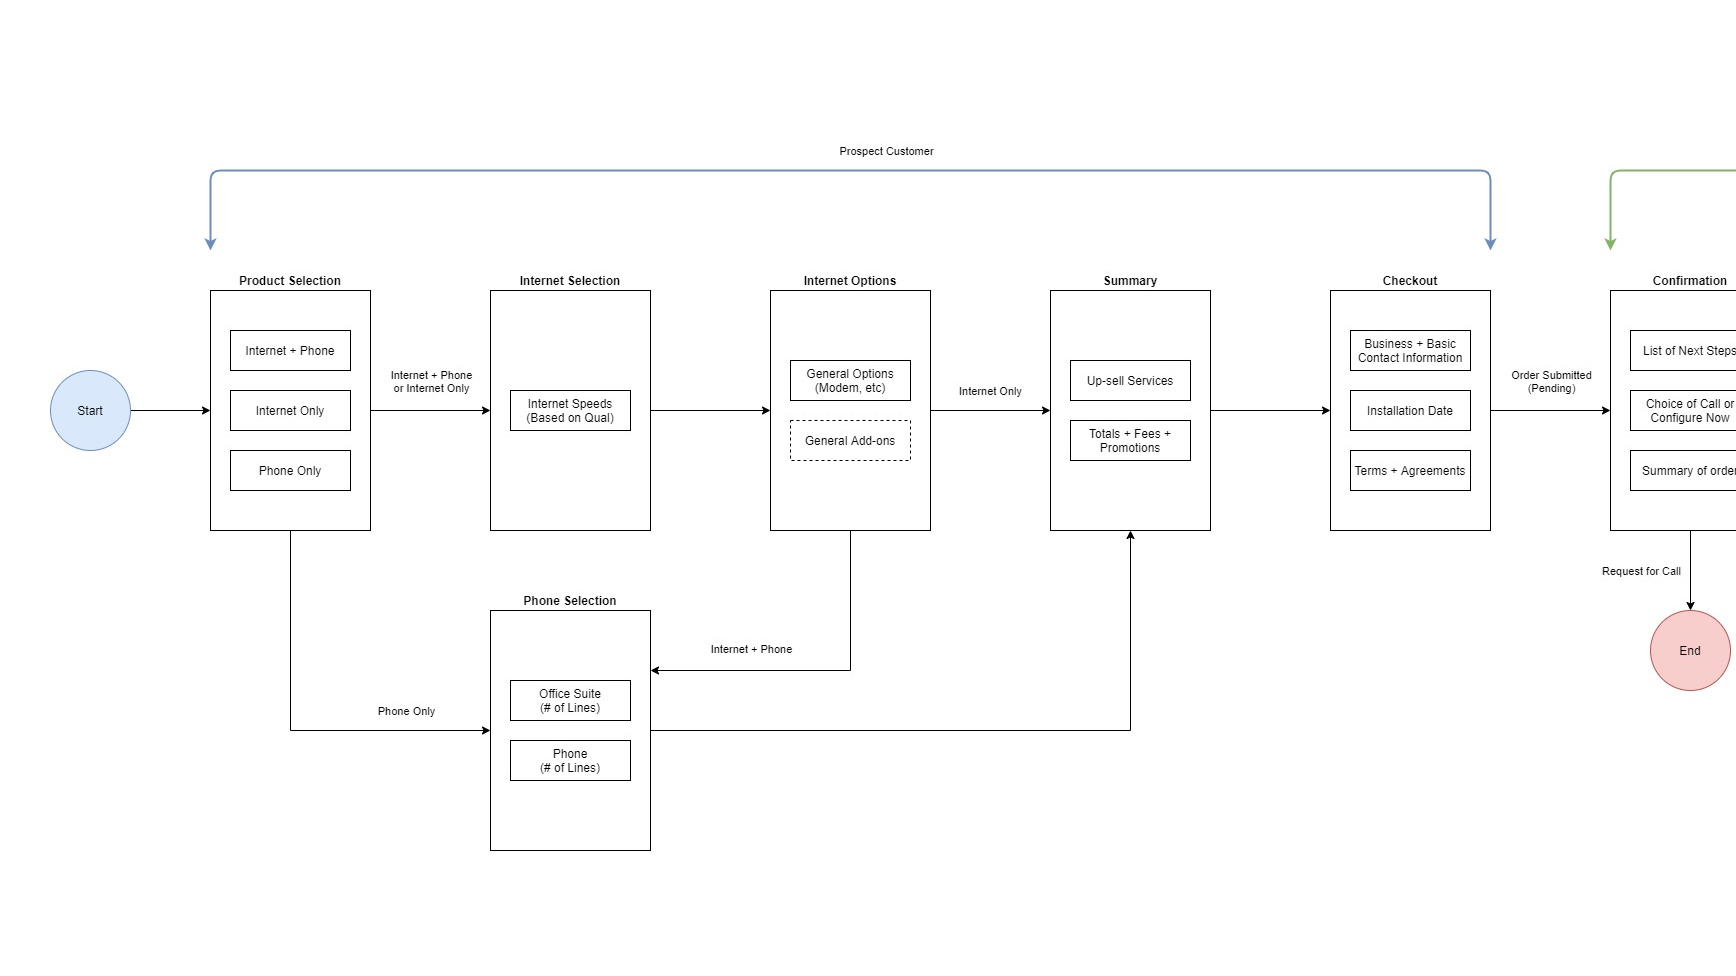 Prospect Customer
Product Selection
Internet Selection
Internet Options
Summary
Checkout
Confirmation
Start
Internet + Phone
Internet Only
Phone Only
Internet + Phone
or Internet Only
Internet Speeds
(Based on Qual)
General Options
(Modem, etc)
General Add-ons
Internet Only
Up-sell Services
Totals + Fees +
Promotions
Business + Basic
Contact Information
Installation Date
Terms + Agreements
Order Submitted
(Pending)
List of Next Steps
Choice of Call or
Configure Now
Summary of order
Request for Call
End
Phone Selection
Internet + Phone
Office Suite
(# of Lines)
Phone Only
Phone
(# of Lines)